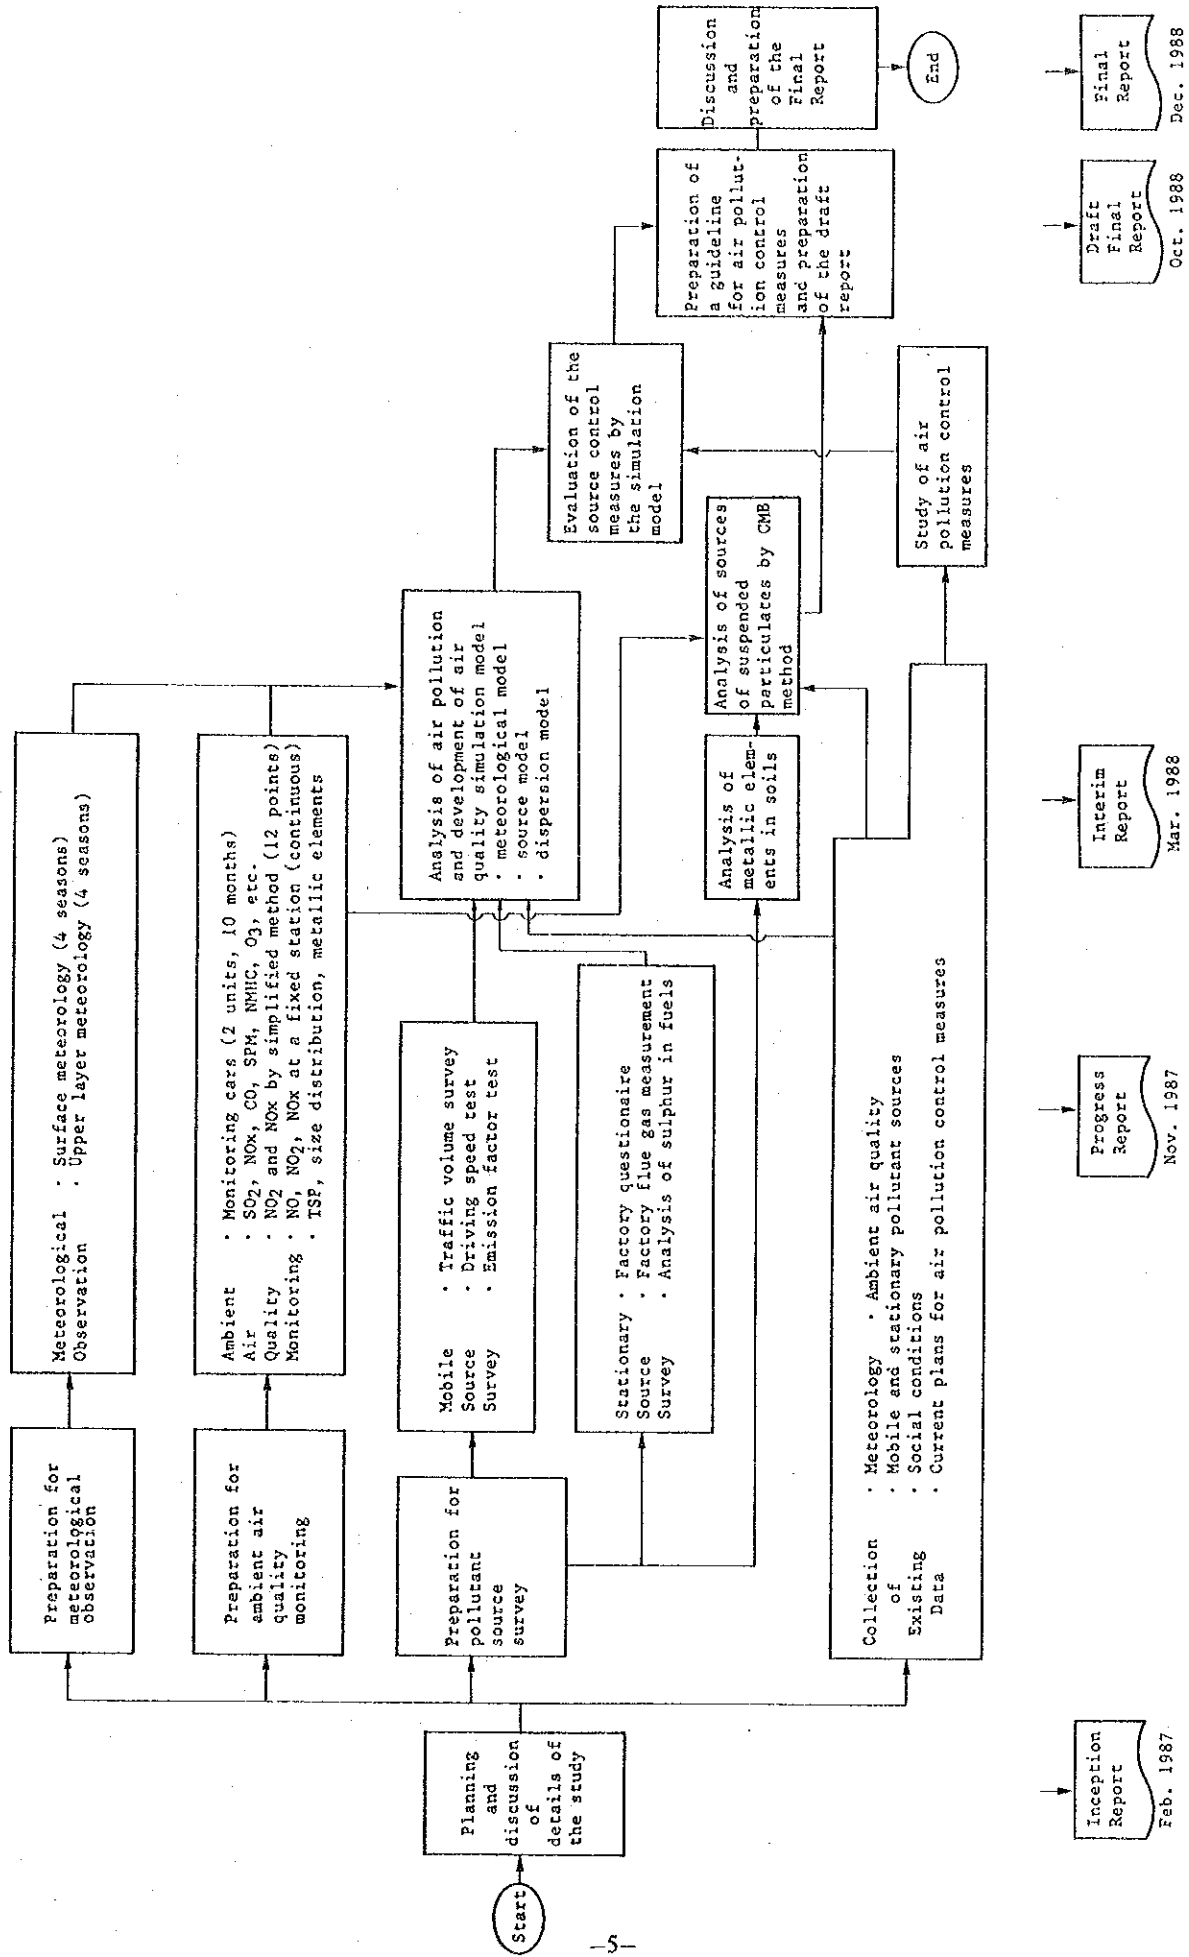 Start
Planning
and
discussion
of
details of
the study
Preparation for
meteorological
observation
Preparation for
ambient air
quality
monitoring
Preparation for
pollutant
source
survey
Meteorological · Surface meteorology (4 seasons)
Observation · Upper layer meteorology (4 seasons)
Ambient · Monitoring cars (2 units, 10 months)
Air · SO2, NOx, CO, SPM, NMHC, O3, etc.
Quality · NO2 and NOx by simplified method (12 points)
Monitoring · NO, NO2, NOx at a fixed station (continuous)
· TSP, size distribution, metallic elements
Mobile · Traffic volume survey
Source · Driving speed test
Survey · Emission factor test
Stationary · Factory questionaire
Source · Factory flue gas measurement
Survey · Analysis of sulphur in fuels
Collection · Meteorology · Ambient air quality
of · Mobile and stationary pollutant sources
Existing · Social conditions
Data · Current plans for air pollution control measures
Analysis of air pollution
and development of air
quality simulation model
· meteorological model
· source model
· dispersion model
Analysis of
metallic elem-
ents in soils
Analysis of sources
of suspended
particulates by CMB
method
Evaluation of the
source control
measures by
the simulation
model
Study of air
pollution control
measures
Preparation of
a guideline
for air pollut-
ion control
measures
and preparation
of the draft
report
Discussion
and
preparation
of the
Final
Report
End
Inception
Report
Feb. 1987
Progress
Report
Nov. 1987
Interim
Report
Mar. 1988
Draft
Final
Report
Oct. 1988
Final
Report
Dec. 1988
—5—